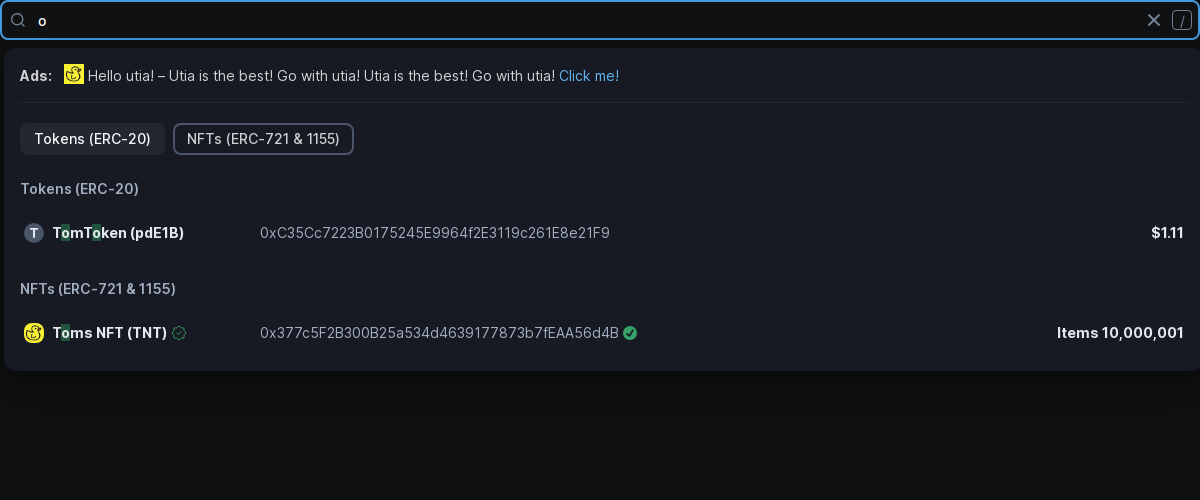 o /
Ads: Hello utia! – Utia is the best! Go with utia! Utia is the best! Go with utia! Click me!
Tokens (ERC-20) NFTs (ERC-721 & 1155)
Tokens (ERC-20)
T TomToken (pdE1B) 0xC35Cc7223B0175245E9964f2E3119c261E8e21F9 $1.11
NFTs (ERC-721 & 1155)
Toms NFT (TNT) 0x377c5F2B300B25a534d4639177873b7fEAA56d4B Items 10,000,001